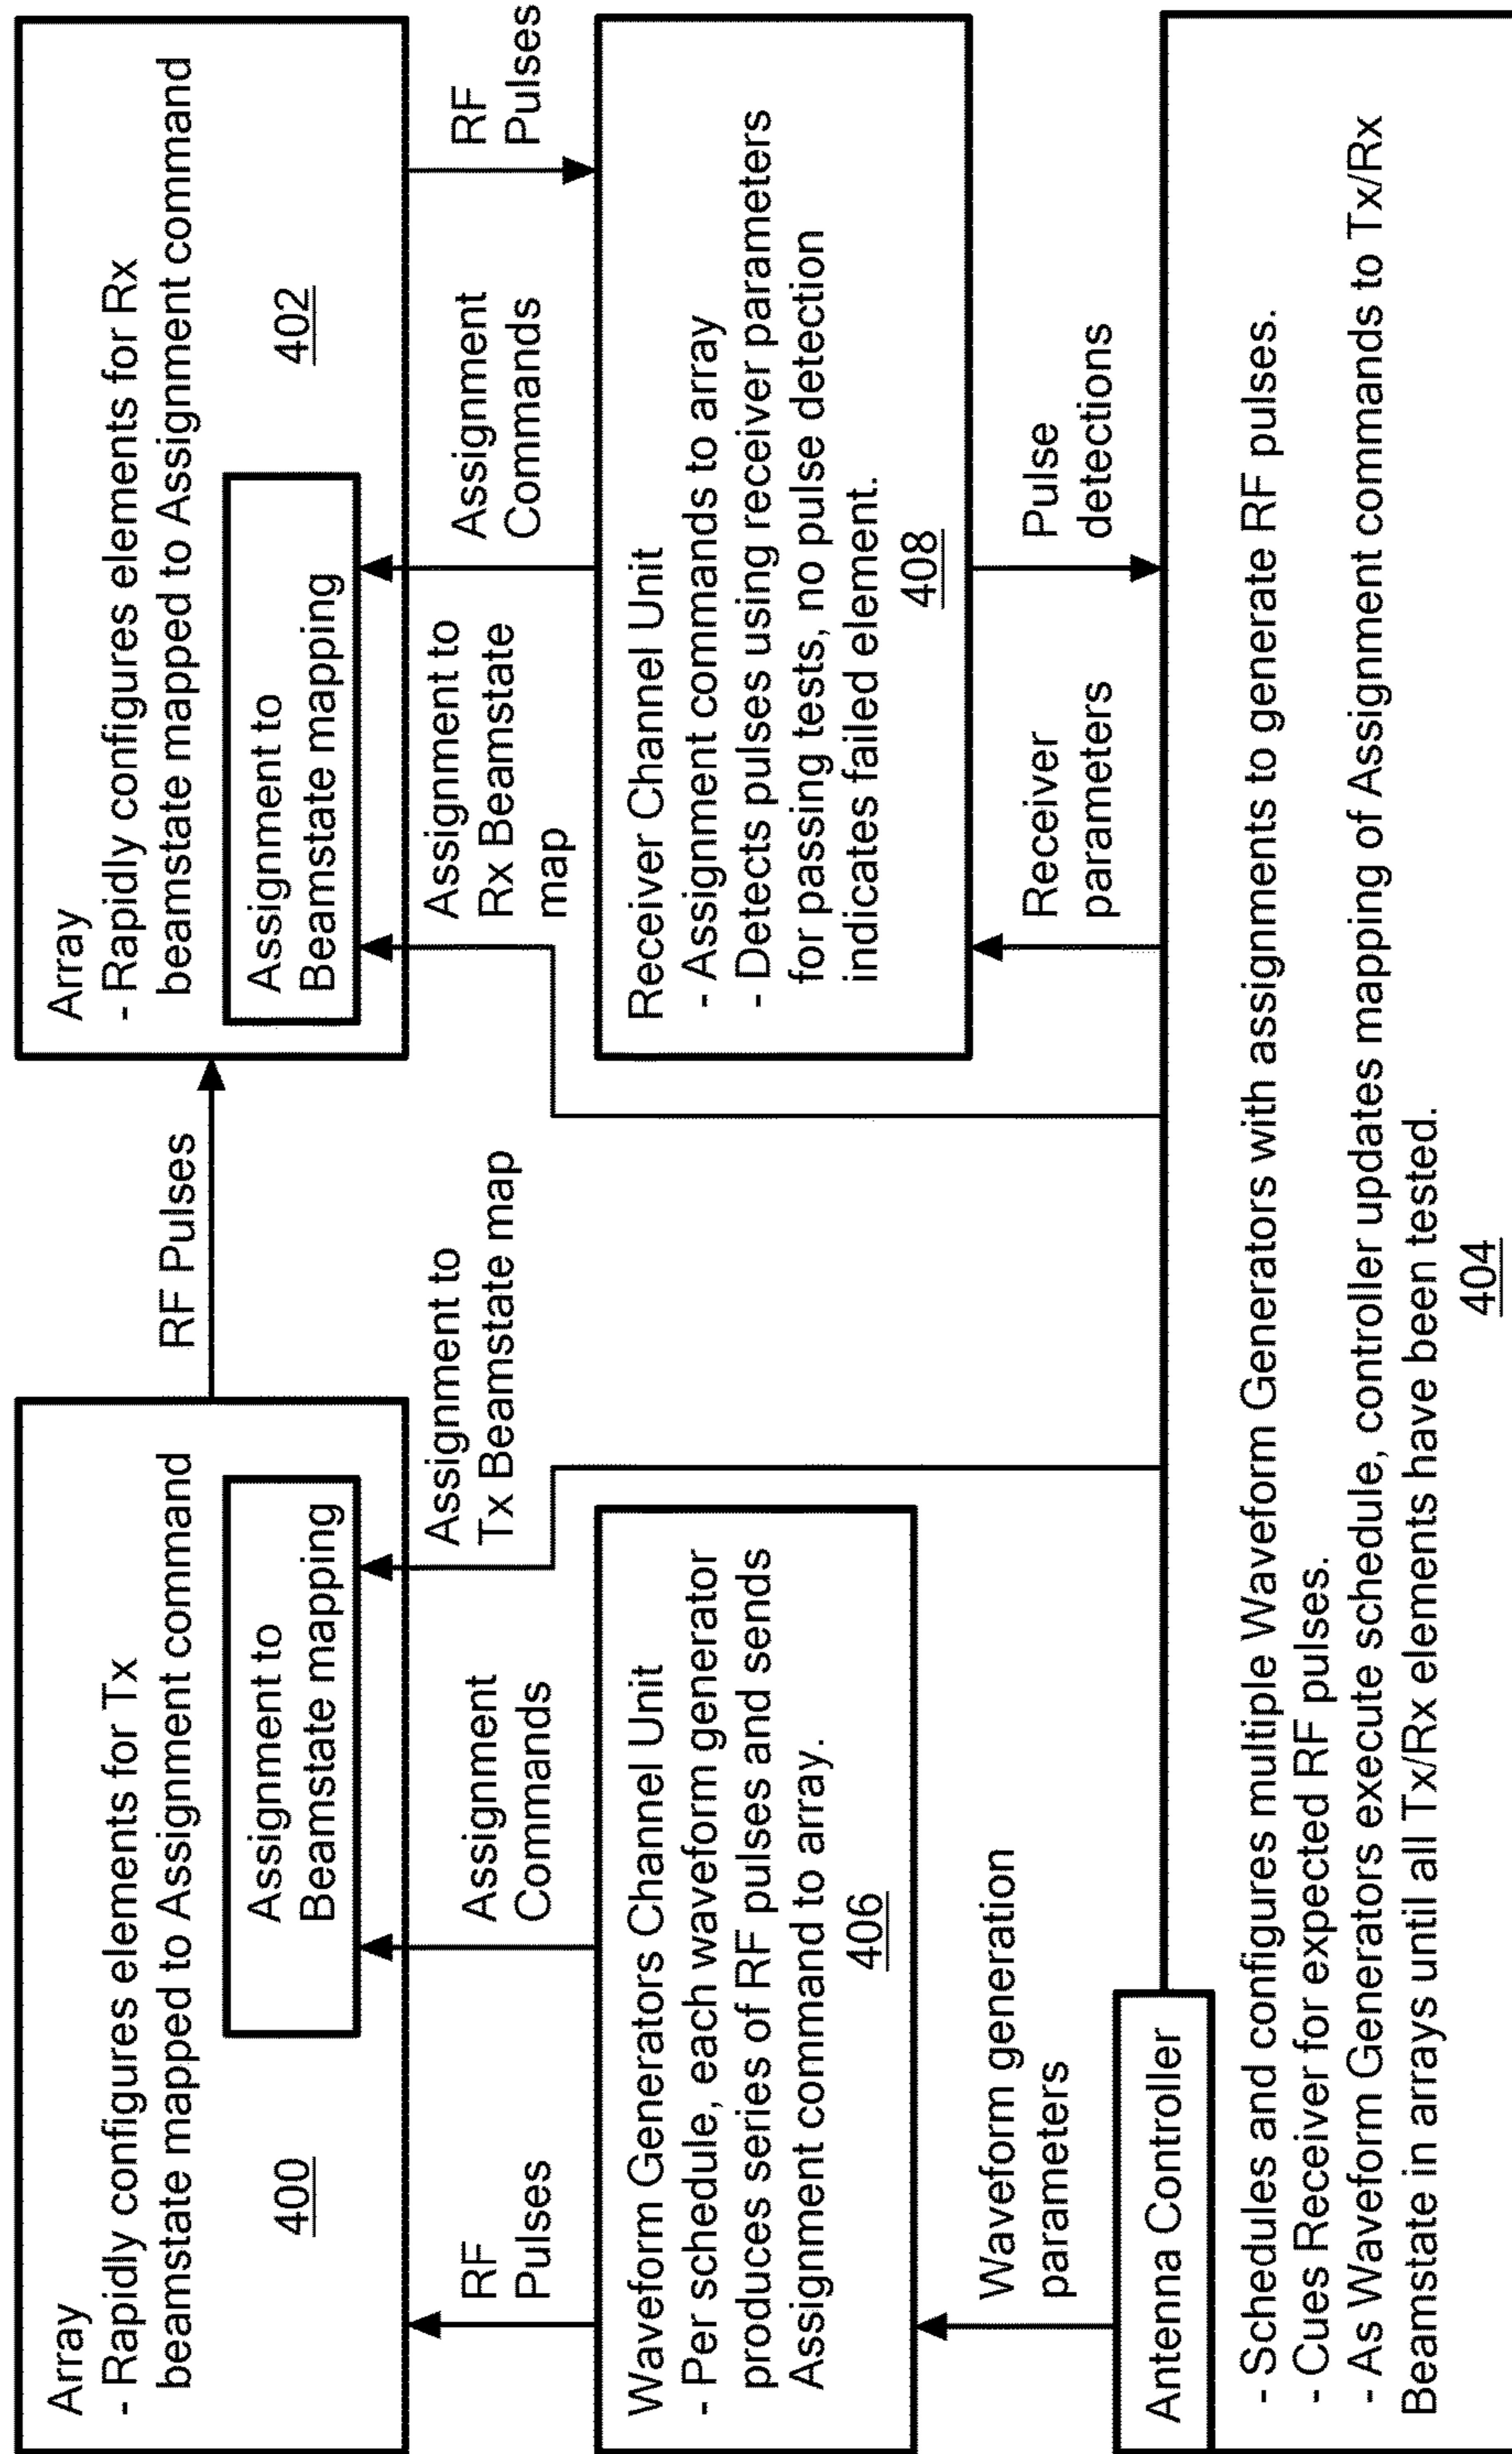 Array
- Rapidly configures elements for Tx
beamstate mapped to Assignment command
400
Assignment to
Beamstate mapping
RF Pulses
Array
- Rapidly configures elements for Rx
beamstate mapped to Assignment command
402
Assignment to
Beamstate mapping
RF
Pulses
Assignment
Commands
Assignment to
Tx Beamstate map
Assignment to
Rx Beamstate
map
Assignment
Commands
RF
Pulses
Waveform Generators Channel Unit
- Per schedule, each waveform generator
produces series of RF pulses and sends
Assignment command to array.
406
Receiver Channel Unit
- Assignment commands to array
- Detects pulses using receiver parameters
for passing tests, no pulse detection
indicates failed element.
408
Waveform generation
parameters
Receiver
parameters
Pulse
detections
Antenna Controller
- Schedules and configures multiple Waveform Generators with assignments to generate RF pulses.
- Cues Receiver for expected RF pulses.
- As Waveform Generators execute schedule, controller updates mapping of Assignment commands to Tx/Rx
Beamstate in arrays until all Tx/Rx elements have been tested.
404